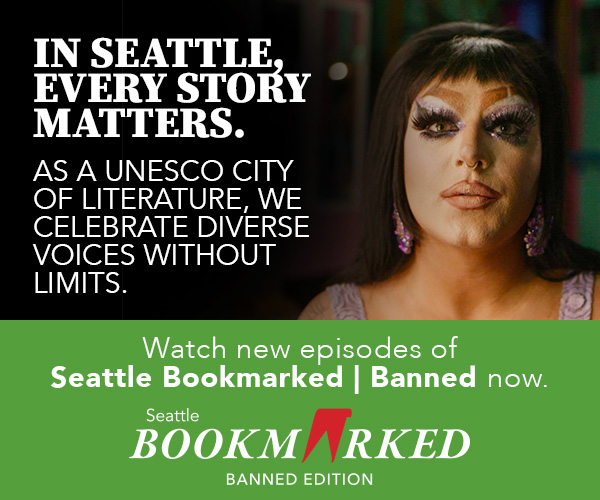 IN SEATTLE,
EVERY STORY
MATTERS.
AS A UNESCO CITY
OF LITERATURE, WE
CELEBRATE DIVERSE
VOICES WITHOUT
LIMITS.
Watch new episodes of
Seattle Bookmarked | Banned now.
Seattle
BOOKMARKED
BANNED EDITION